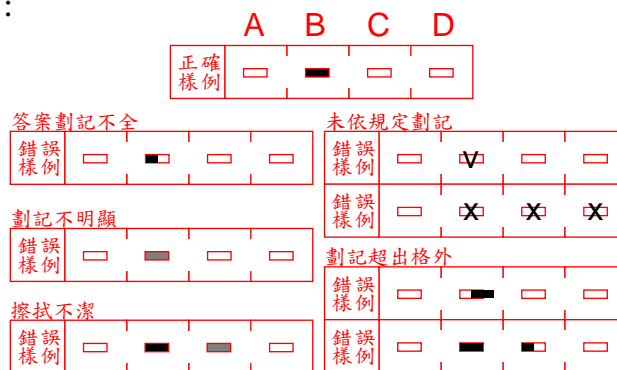 :
A B C D
正確
樣例
答案劃記不全
錯誤
樣例
未依規定劃記
錯誤
樣例
V
錯誤
樣例
X X X
劃記不明顯
錯誤
樣例
劃記超出格外
錯誤
樣例
擦拭不潔
錯誤
樣例
錯誤
樣例